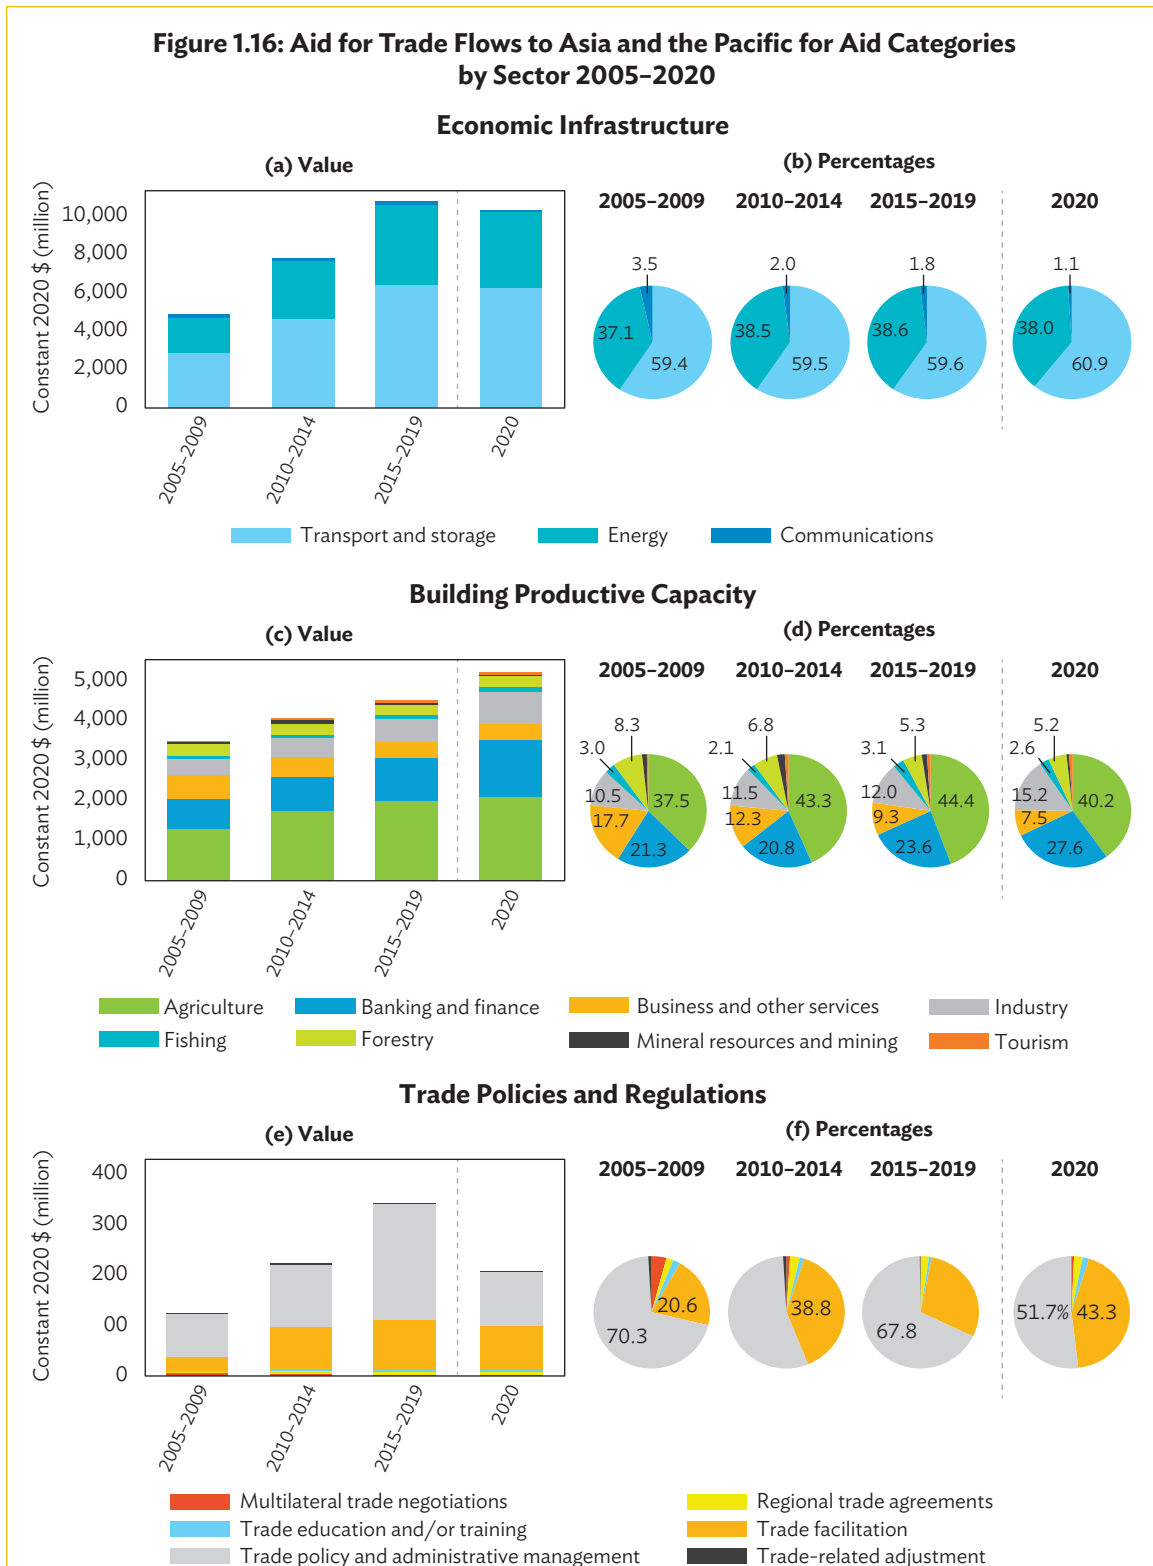 Figure 1.16: Aid for Trade Flows to Asia and the Pacific for Aid Categories
by Sector 2005–2020
Economic Infrastructure
(a) Value
Constant 2020 $ (million)
10,000
8,000
6,000
4,000
2,000
0
2005–2009
2010–2014
2015–2019
2020
(b) Percentages
2005–2009 2010–2014 2015–2019 2020
3.5 2.0 1.8 1.1
37.1 38.5 38.6 38.0
59.4 59.5 59.6 60.9
Transport and storage Energy Communications
Building Productive Capacity
(c) Value
Constant 2020 $ (million)
5,000
4,000
3,000
2,000
1,000
0
2005–2009
2010–2014
2015–2019
2020
(d) Percentages
2005–2009 2010–2014 2015–2019 2020
8.3 6.8 5.3 5.2
3.0 2.1 3.1 2.6
10.5 37.5 11.5 43.3 12.0 44.4 15.2 40.2
17.7 12.3 9.3 7.5
21.3 20.8 23.6 27.6
Agriculture Banking and finance Business and other services Industry
Fishing Forestry Mineral resources and mining Tourism
Trade Policies and Regulations
(e) Value
Constant 2020 $ (million)
400
300
200
00
0
2005–2009
2010–2014
2015–2019
2020
(f) Percentages
2005–2009 2010–2014 2015–2019 2020
20.6 38.8 51.7% 43.3
70.3 67.8
Multilateral trade negotiations Regional trade agreements
Trade education and/or training Trade facilitation
Trade policy and administrative management Trade-related adjustment